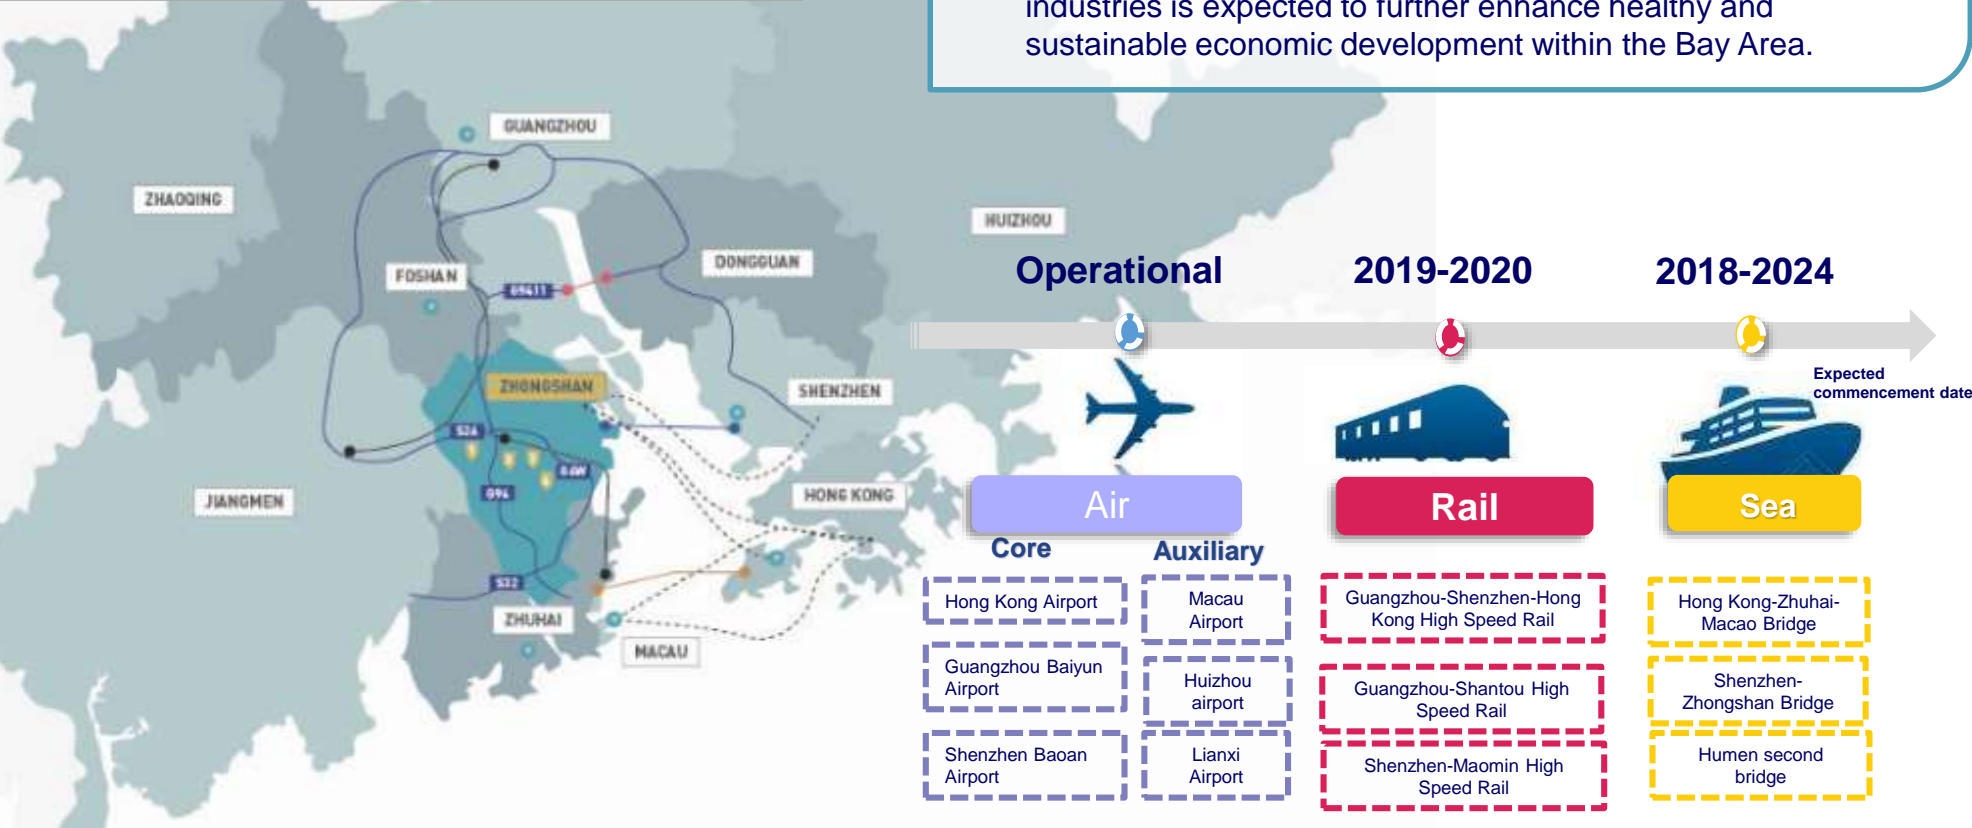 industries is expected to further enhance healthy and
sustainable economic development within the Bay Area.
GUANGZHOU
ZHAOQING
HUIZHOU
FOSHAN
DONGGUAN
ZHONGSHAN
SHENZHEN
JIANGMEN
HONG KONG
G94
S32
ZHUHAI
MACAU
Operational
2019-2020
2018-2024
Expected
commencement date
Air
Rail
Sea
Core
Auxiliary
Hong Kong Airport
Guangzhou Baiyun
Airport
Shenzhen Baoan
Airport
Macau
Airport
Huizhou
airport
Lianxi
Airport
Guangzhou-Shenzhen-Hong
Kong High Speed Rail
Guangzhou-Shantou High
Speed Rail
Shenzhen-Maomin High
Speed Rail
Hong Kong-Zhuhai-
Macao Bridge
Shenzhen-
Zhongshan Bridge
Humen second
bridge